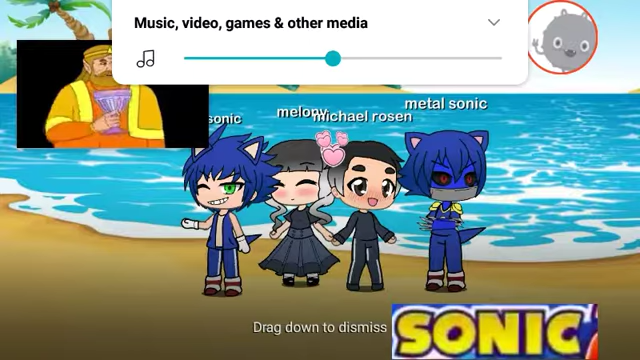 Music, video, games & other media
sonic
melony
michael rosen
metal sonic
Drag down to dismiss
SONIC